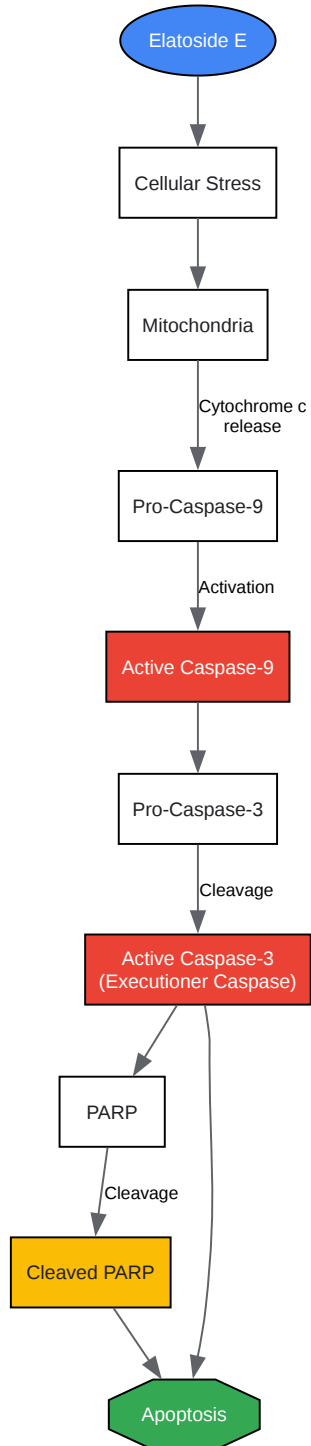 Elatoside E
Cellular Stress
Mitochondria
Cytochrome c
release
Pro-Caspase-9
Activation
Active Caspase-9
Pro-Caspase-3
Cleavage
Active Caspase-3
(Executioner Caspase)
PARP
Cleavage
Cleaved PARP
Apoptosis